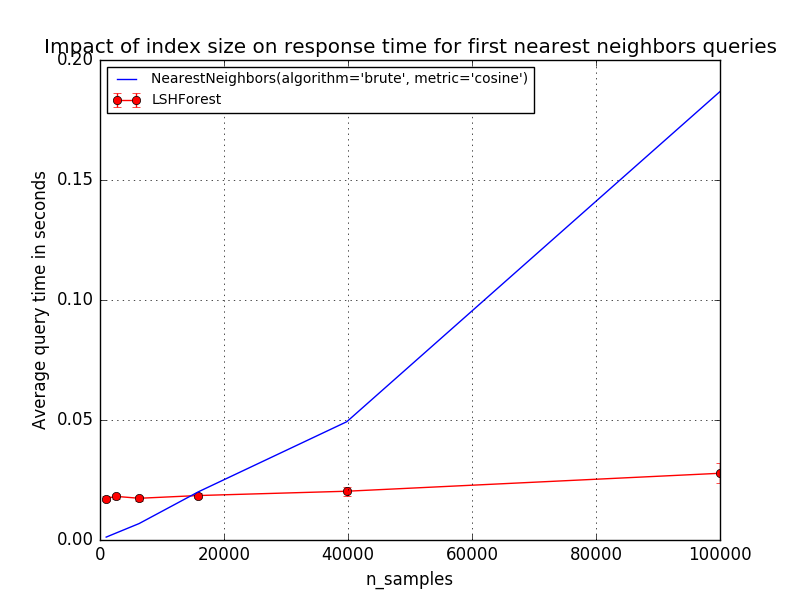 Impact of index size on response time for first nearest neighbors queries
NearestNeighbors(algorithm='brute', metric='cosine')
LSHForest
Average query time in seconds
0.20
0.15
0.10
0.05
0.00
0 20000 40000 60000 80000 100000
n_samples